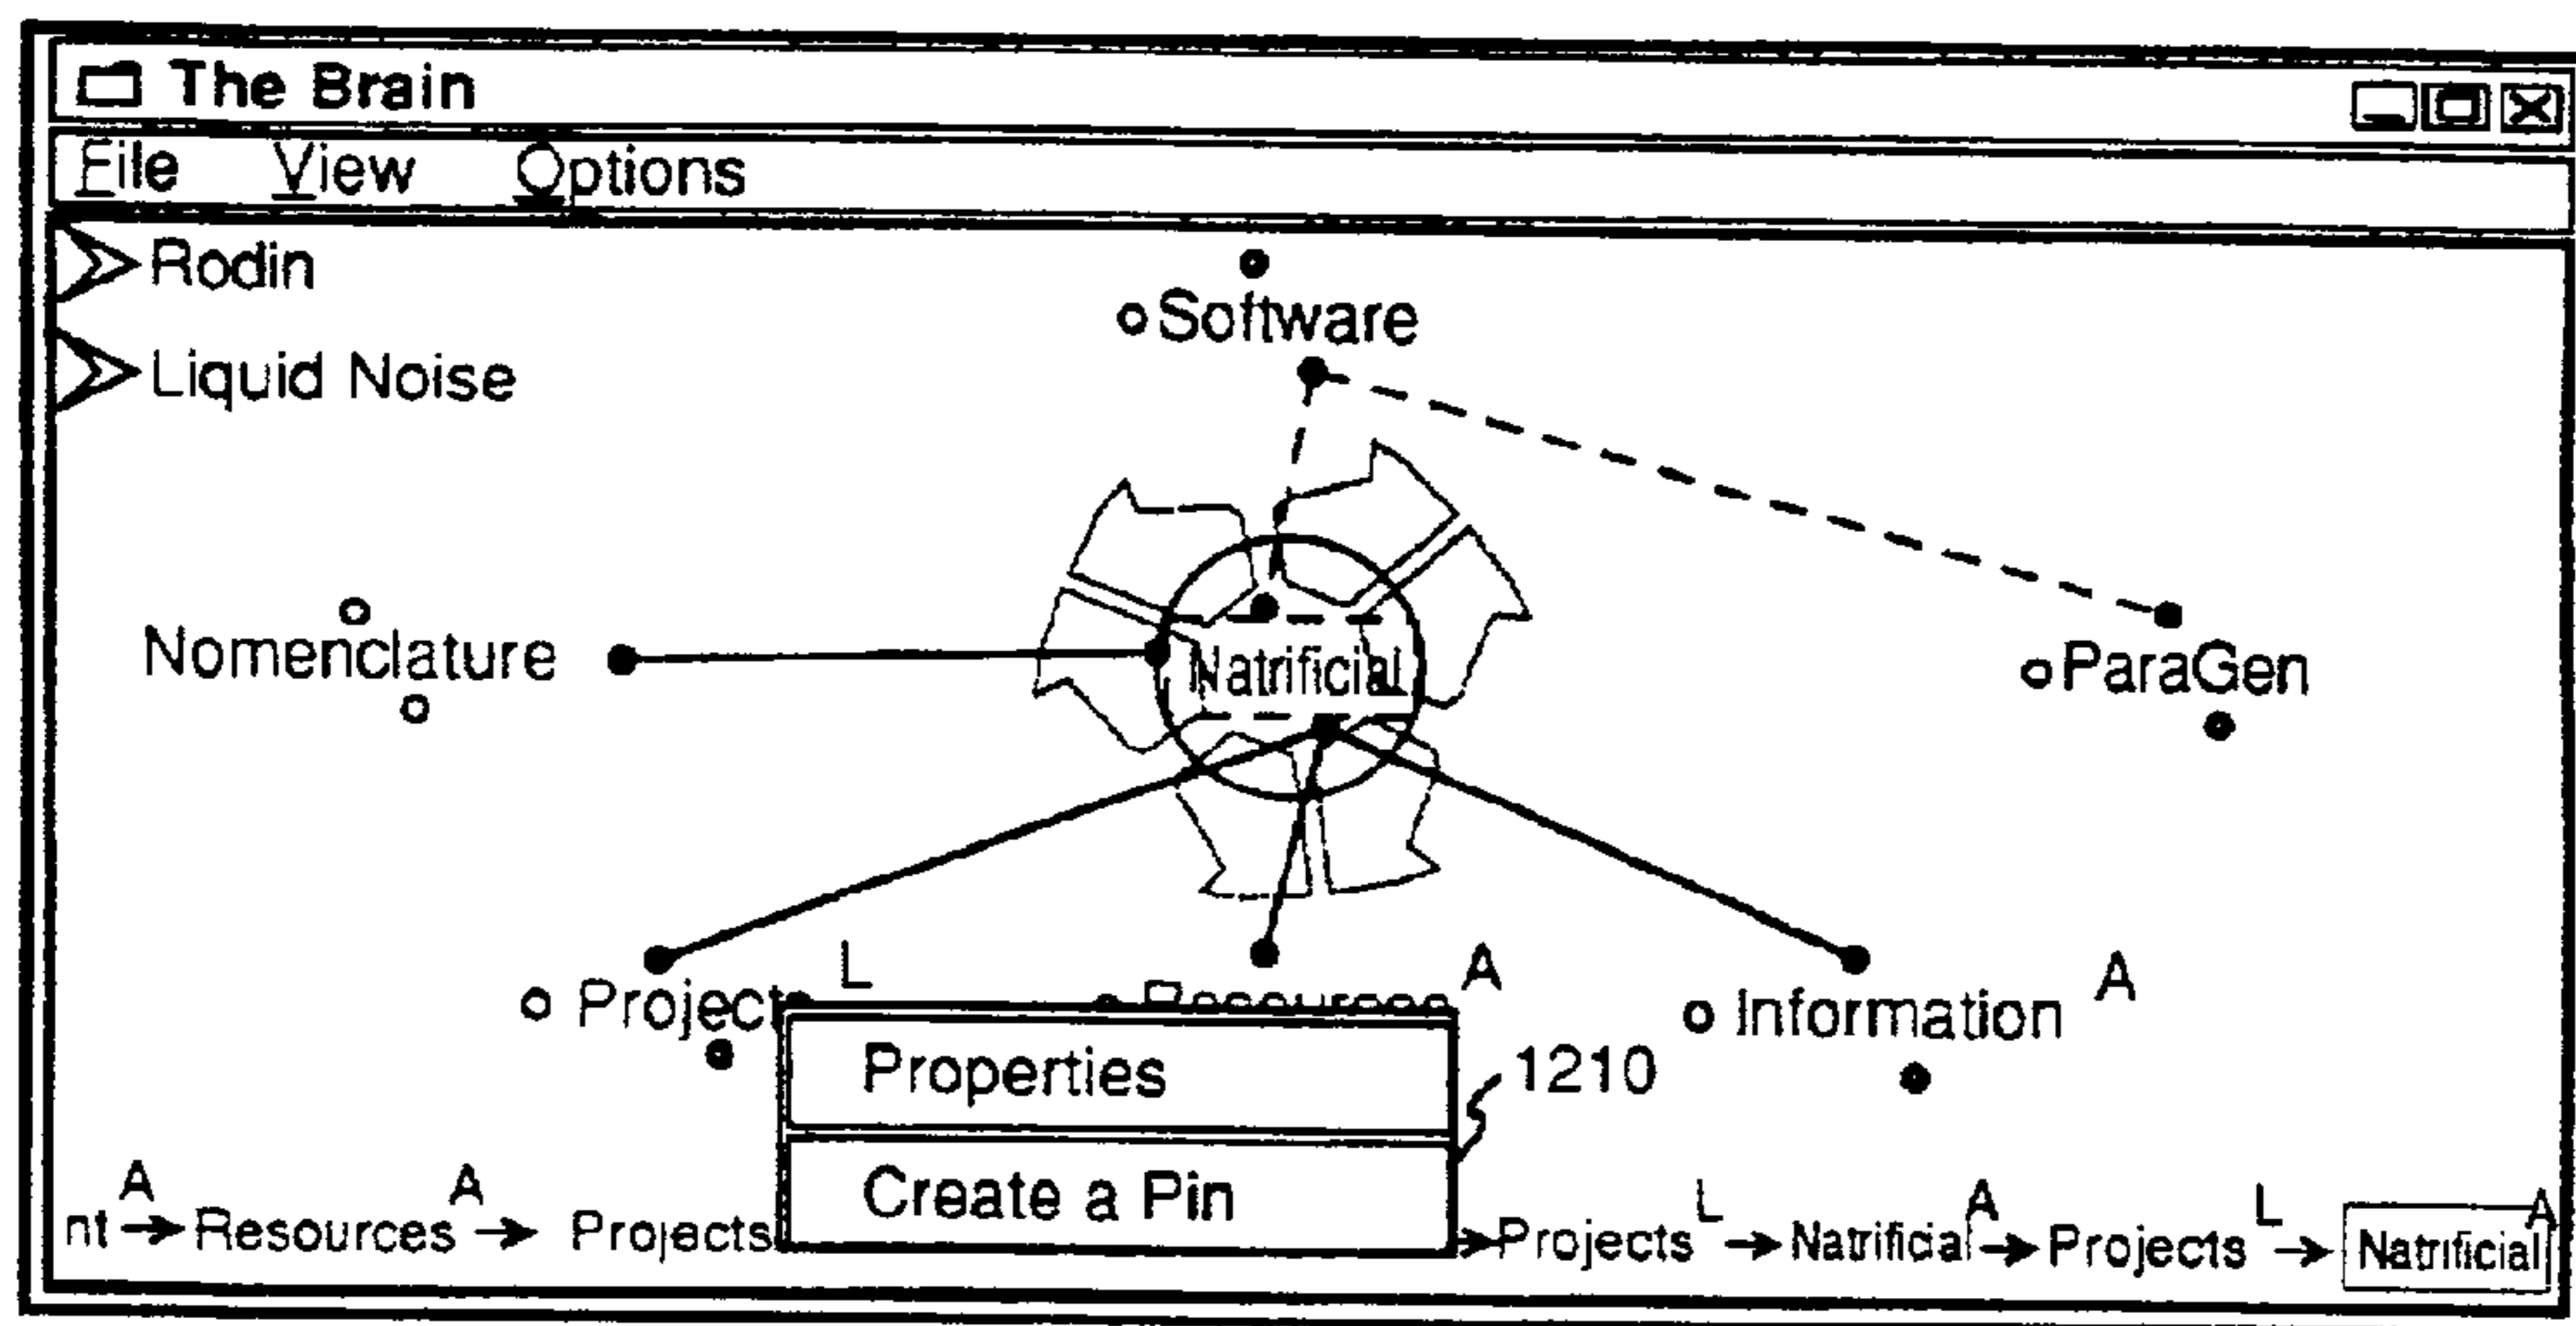 The Brain
File View Options
Rodin
Software
Liquid Noise
Nomenclature
Natrificial
ParaGen
L
A
A
Project
Resources
Information
Properties
1210
Create a Pin
A A L A L A
nt → Resources → Projects → Projects → Natrificial → Projects → Natrificial